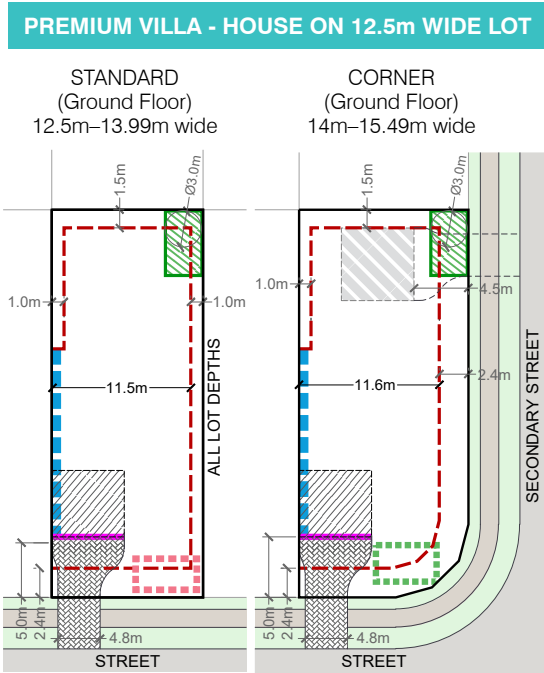 PREMIUM VILLA - HOUSE ON 12.5m WIDE LOT
STANDARD
(Ground Floor)
12.5m–13.99m wide
1.5m
Ø3.0m
1.0m
1.0m
11.5m
ALL LOT DEPTHS
5.0m
2.4m
4.8m
STREET
CORNER
(Ground Floor)
14m–15.49m wide
1.5m
Ø3.0m
1.0m
4.5m
2.4m
11.6m
SECONDARY STREET
5.0m
2.4m
4.8m
STREET